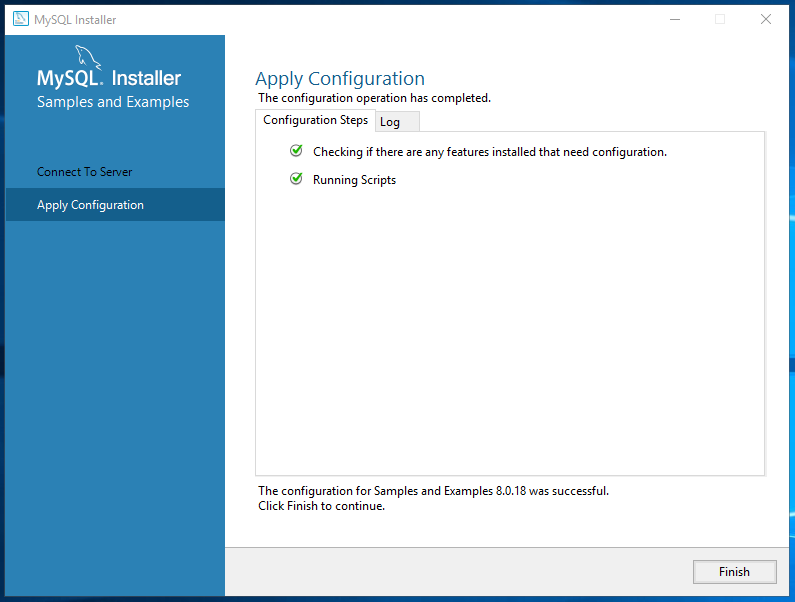 MySQL Installer
MySQL. Installer
Samples and Examples
Connect To Server
Apply Configuration
Apply Configuration
The configuration operation has completed.
Configuration Steps Log
Checking if there are any features installed that need configuration.
Running Scripts
The configuration for Samples and Examples 8.0.18 was successful.
Click Finish to continue.
Finish